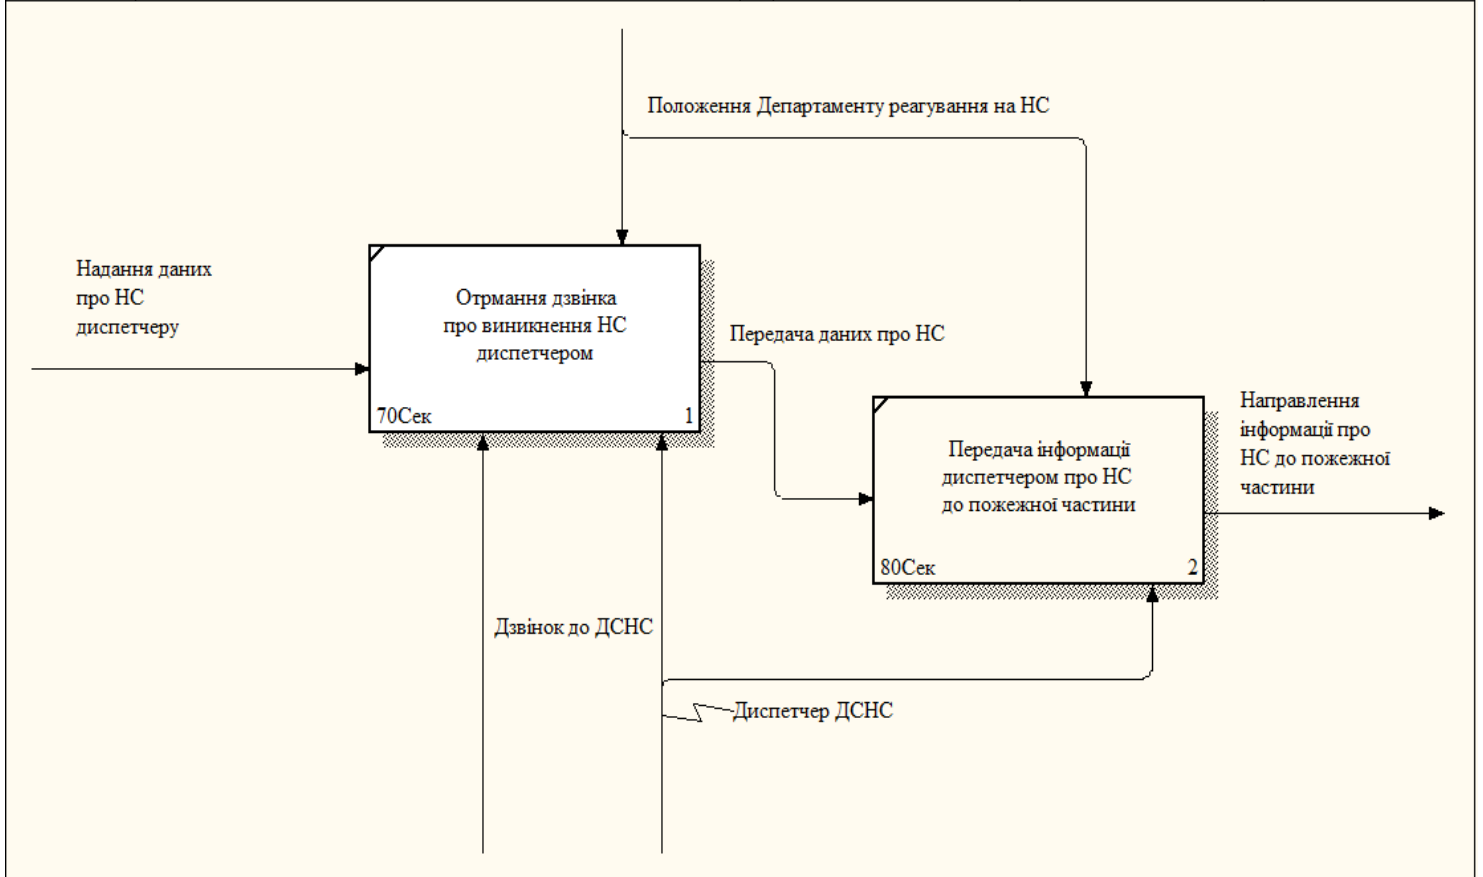 Положення Департаменту реагування на НС
Надання даних
про НС
диспетчеру
Отрмання дзвінка
про виникнення НС
диспетчером
70Сек
1
Передача даних про НС
Передача інформації
диспетчером про НС
до пожежної частини
80Сек
2
Направлення
інформації про
НС до пожежної
частини
Дзвінок до ДСНС
Диспетчер ДСНС